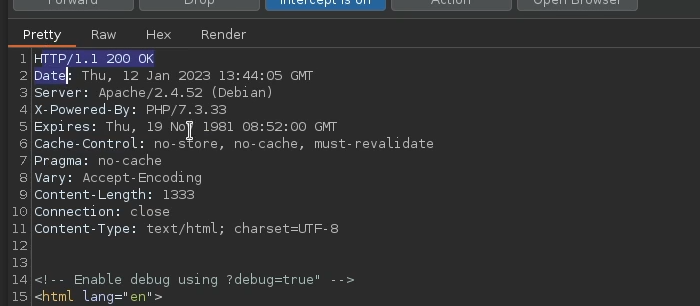 Forward Drop Intercept is on Action Open Browser
Pretty Raw Hex Render
1 HTTP/1.1 200 OK
2 Date: Thu, 12 Jan 2023 13:44:05 GMT
3 Server: Apache/2.4.52 (Debian)
4 X-Powered-By: PHP/7.3.33
5 Expires: Thu, 19 Nov 1981 08:52:00 GMT
6 Cache-Control: no-store, no-cache, must-revalidate
7 Pragma: no-cache
8 Vary: Accept-Encoding
9 Content-Length: 1333
10 Connection: close
11 Content-Type: text/html; charset=UTF-8
12
13
14 <!-- Enable debug using ?debug=true" -->
15 <html lang="en">